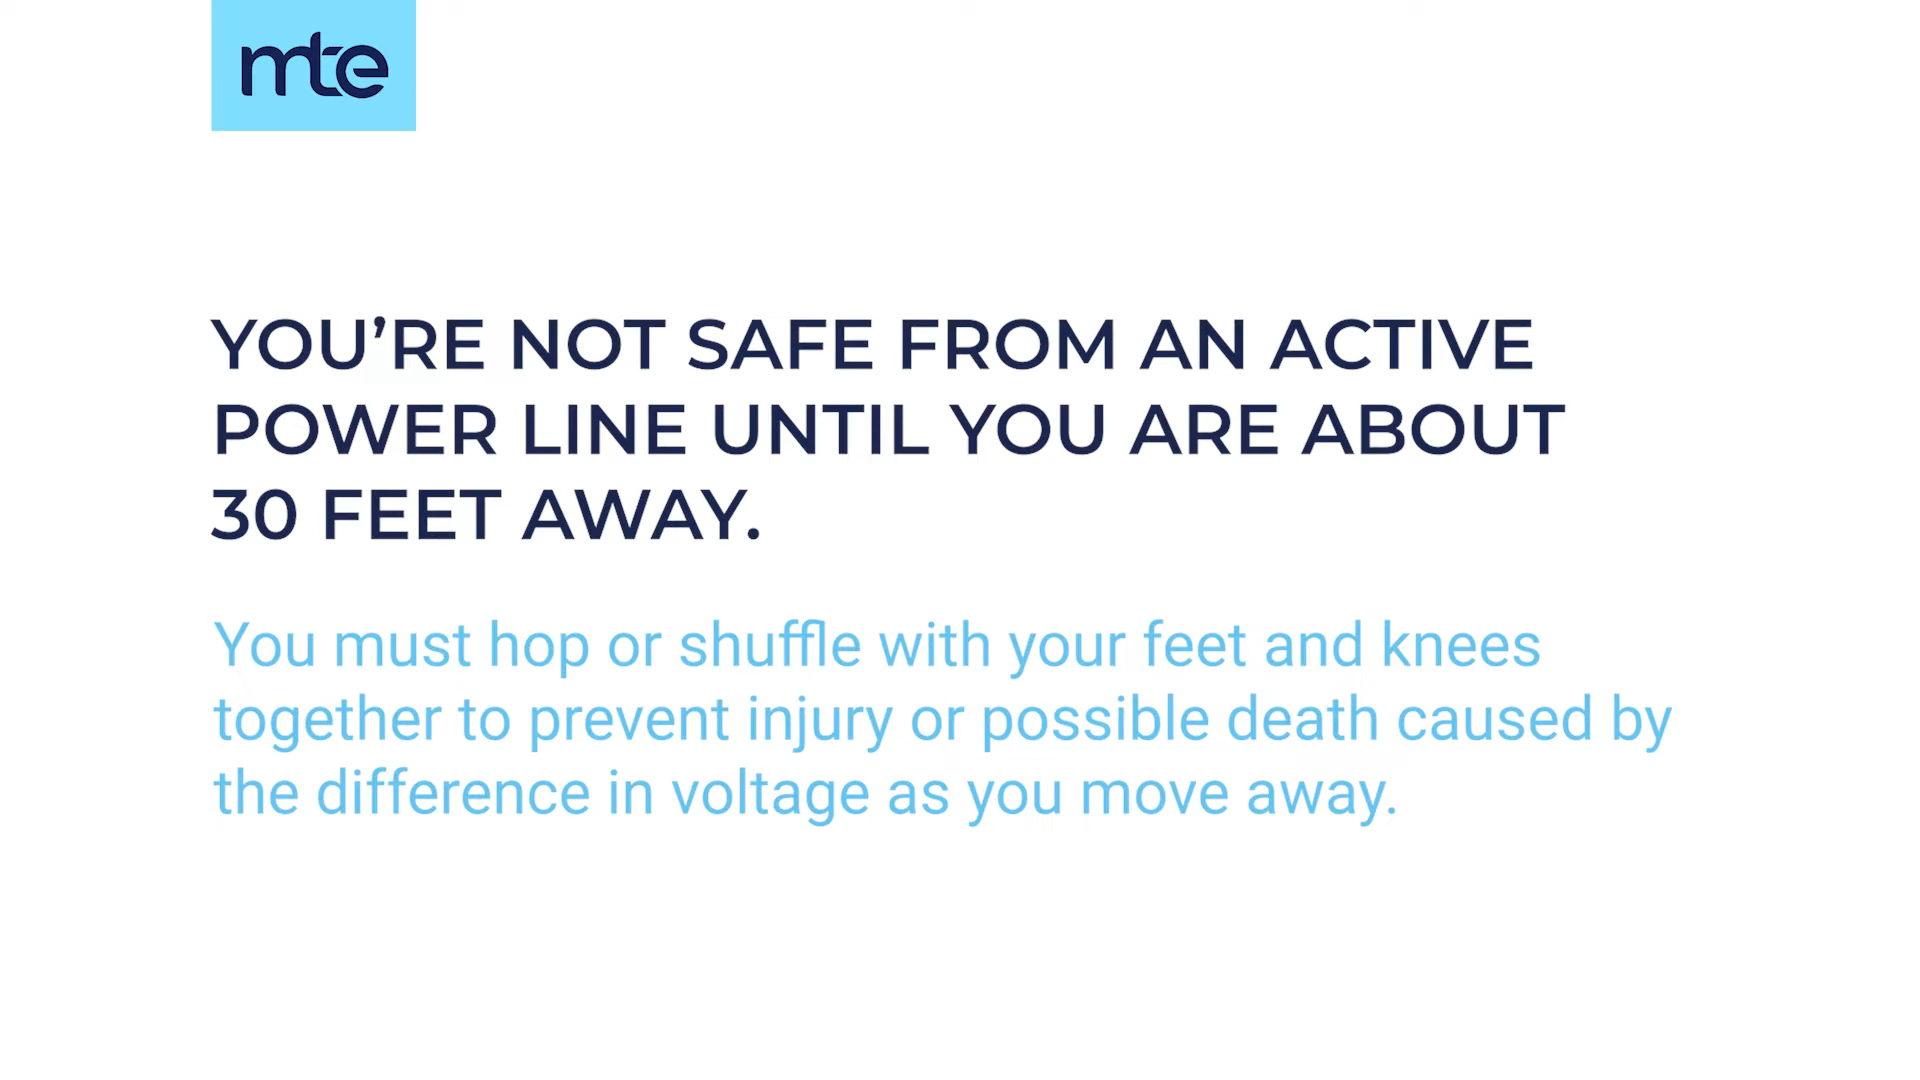 mte
YOU’RE NOT SAFE FROM AN ACTIVE
POWER LINE UNTIL YOU ARE ABOUT
30 FEET AWAY.
You must hop or shuffle with your feet and knees
together to prevent injury or possible death caused by
the difference in voltage as you move away.